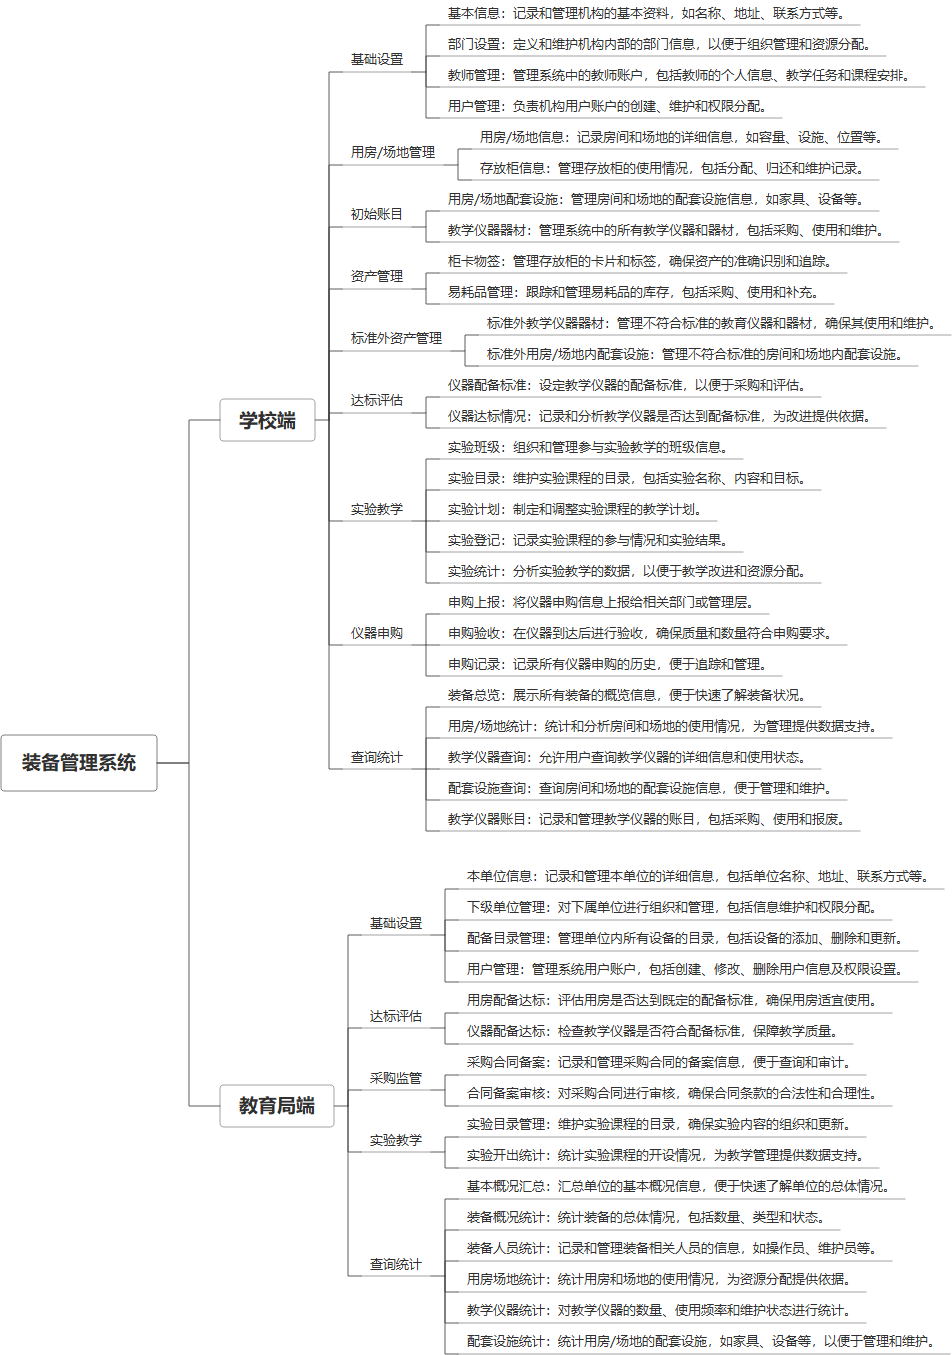 装备管理系统
学校端
基础设置
基本信息：记录和管理机构的基本资料，如名称、地址、联系方式等。
部门设置：定义和维护机构内部的部门信息，以便于组织管理和资源分配。
教师管理：管理系统中的教师账户，包括教师的个人信息、教学任务和课程安排。
用户管理：负责机构用户账户的创建、维护和权限分配。
用房/场地管理
用房/场地信息：记录房间和场地的详细信息，如容量、设施、位置等。
存放柜信息：管理存放柜的使用情况，包括分配、归还和维护记录。
初始账目
用房/场地配套设施：管理房间和场地的配套设施信息，如家具、设备等。
教学仪器器材：管理系统中的所有教学仪器和器材，包括采购、使用和维护。
资产管理
柜卡物签：管理存放柜的卡片和标签，确保资产的准确识别和追踪。
易耗品管理：跟踪和管理易耗品的库存，包括采购、使用和补充。
标准外资产管理
标准外教学仪器器材：管理不符合标准的教育仪器和器材，确保其使用和维护。
标准外用房/场地内配套设施：管理不符合标准的房间和场地内配套设施。
达标评估
仪器配备标准：设定教学仪器的配备标准，以便于采购和评估。
仪器达标情况：记录和分析教学仪器是否达到配备标准，为改进提供依据。
实验教学
实验班级：组织和管理参与实验教学的班级信息。
实验目录：维护实验课程的目录，包括实验名称、内容和目标。
实验计划：制定和调整实验课程的教学计划。
实验登记：记录实验课程的参与情况和实验结果。
实验统计：分析实验教学的数据，以便于教学改进和资源分配。
仪器申购
申购上报：将仪器申购信息上报给相关部门或管理层。
申购验收：在仪器到达后进行验收，确保质量和数量符合申购要求。
申购记录：记录所有仪器申购的历史，便于追踪和管理。
查询统计
装备总览：展示所有装备的概览信息，便于快速了解装备状况。
用房/场地统计：统计和分析房间和场地的使用情况，为管理提供数据支持。
教学仪器查询：允许用户查询教学仪器的详细信息和使用状态。
配套设施查询：查询房间和场地的配套设施信息，便于管理和维护。
教学仪器账目：记录和管理教学仪器的账目，包括采购、使用和报废。
教育局端
基础设置
本单位信息：记录和管理本单位的详细信息，包括单位名称、地址、联系方式等。
下级单位管理：对下属单位进行组织和管理，包括信息维护和权限分配。
配备目录管理：管理单位内所有设备的目录，包括设备的添加、删除和更新。
用户管理：管理系统用户账户，包括创建、修改、删除用户信息及权限设置。
达标评估
用房配备达标：评估用房是否达到既定的配备标准，确保用房适宜使用。
仪器配备达标：检查教学仪器是否符合配备标准，保障教学质量。
采购监管
采购合同备案：记录和管理采购合同的备案信息，便于查询和审计。
合同备案审核：对采购合同进行审核，确保合同条款的合法性和合理性。
实验教学
实验目录管理：维护实验课程的目录，确保实验内容的组织和更新。
实验开出统计：统计实验课程的开设情况，为教学管理提供数据支持。
查询统计
基本概况汇总：汇总单位的基本概况信息，便于快速了解单位的总体情况。
装备概况统计：统计装备的总体情况，包括数量、类型和状态。
装备人员统计：记录和管理装备相关人员的信息，如操作员、维护员等。
用房场地统计：统计用房和场地的使用情况，为资源分配提供依据。
教学仪器统计：对教学仪器的数量、使用频率和维护状态进行统计。
配套设施统计：统计用房/场地的配套设施，如家具、设备等，以便于管理和维护。